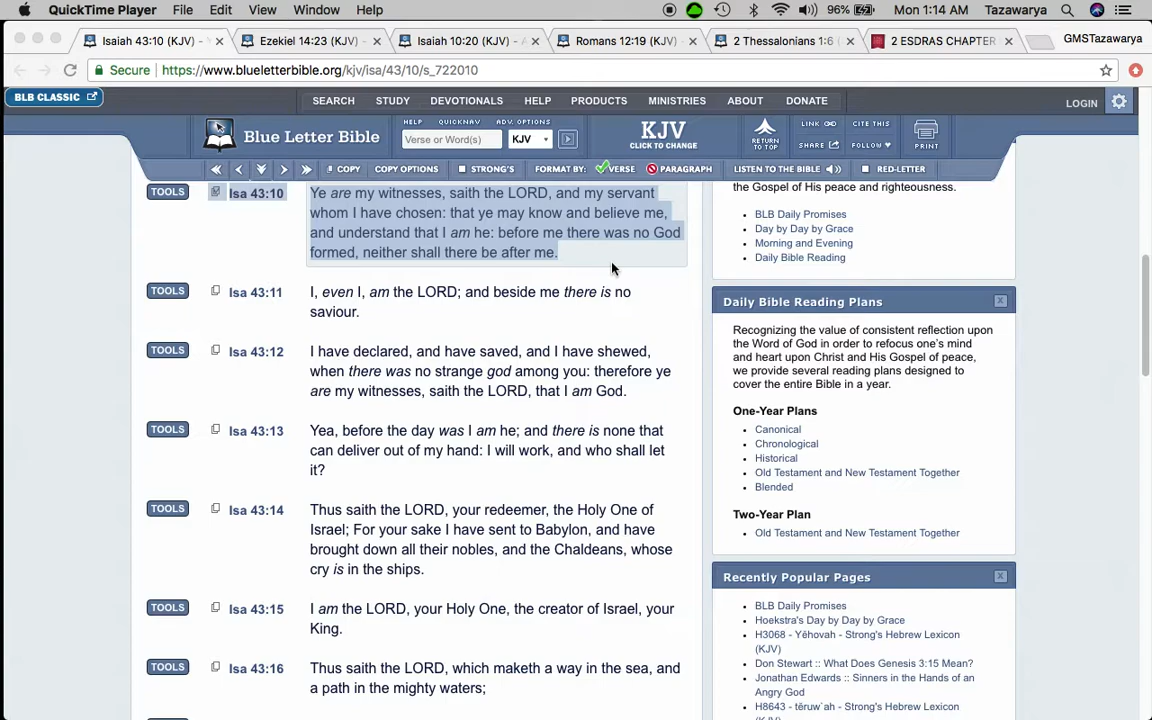 QuickTime Player File Edit View Window Help 96% Mon 1:14 AM Tazawarya
Isaiah 43:10 (KJV) - Ezekiel 14:23 (KJV) - Isaiah 10:20 (KJV) - A Romans 12:19 (KJV) - 2 Thessalonians 1:6 ( 2 ESDRAS CHAPTER GMSTazawarya
Secure https://www.blueletterbible.org/kjv/isa/43/10/s_722010
BLB CLASSIC
SEARCH STUDY DEVOTIONALS HELP PRODUCTS MINISTRIES ABOUT DONATE LOGIN
HELP QUICKNAV ADV. OPTIONS
Blue Letter Bible
Verse or Word(s) KJV
KJV
CLICK TO CHANGE
RETURN
TO TOP
LINK CITE THIS
SHARE FOLLOW
PRINT
COPY COPY OPTIONS STRONG'S FORMAT BY: VERSE PARAGRAPH LISTEN TO THE BIBLE RED-LETTER
TOOLS Isa 43:10 Ye are my witnesses, saith the LORD, and my servant
whom I have chosen: that ye may know and believe me,
and understand that I am he: before me there was no God
formed, neither shall there be after me.
TOOLS Isa 43:11 I, even I, am the LORD; and beside me there is no
saviour.
TOOLS Isa 43:12 I have declared, and have saved, and I have shewed,
when there was no strange god among you: therefore ye
are my witnesses, saith the LORD, that I am God.
TOOLS Isa 43:13 Yea, before the day was I am he; and there is none that
can deliver out of my hand: I will work, and who shall let
it?
TOOLS Isa 43:14 Thus saith the LORD, your redeemer, the Holy One of
Israel; For your sake I have sent to Babylon, and have
brought down all their nobles, and the Chaldeans, whose
cry is in the ships.
TOOLS Isa 43:15 I am the LORD, your Holy One, the creator of Israel, your
King.
TOOLS Isa 43:16 Thus saith the LORD, which maketh a way in the sea, and
a path in the mighty waters;
the Gospel of His peace and righteousness.
BLB Daily Promises
Day by Day by Grace
Morning and Evening
Daily Bible Reading
Daily Bible Reading Plans
Recognizing the value of consistent reflection upon
the Word of God in order to refocus one's mind
and heart upon Christ and His Gospel of peace,
we provide several reading plans designed to
cover the entire Bible in a year.
One-Year Plans
Canonical
Chronological
Historical
Old Testament and New Testament Together
Blended
Two-Year Plan
Old Testament and New Testament Together
Recently Popular Pages
BLB Daily Promises
Hoekstra's Day by Day by Grace
H3068 - Yĕhovah - Strong's Hebrew Lexicon
(KJV)
Don Stewart :: What Does Genesis 3:15 Mean?
Jonathan Edwards :: Sinners in the Hands of an
Angry God
H8643 - tĕruw`ah - Strong's Hebrew Lexicon